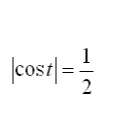 |cost| = 1/2